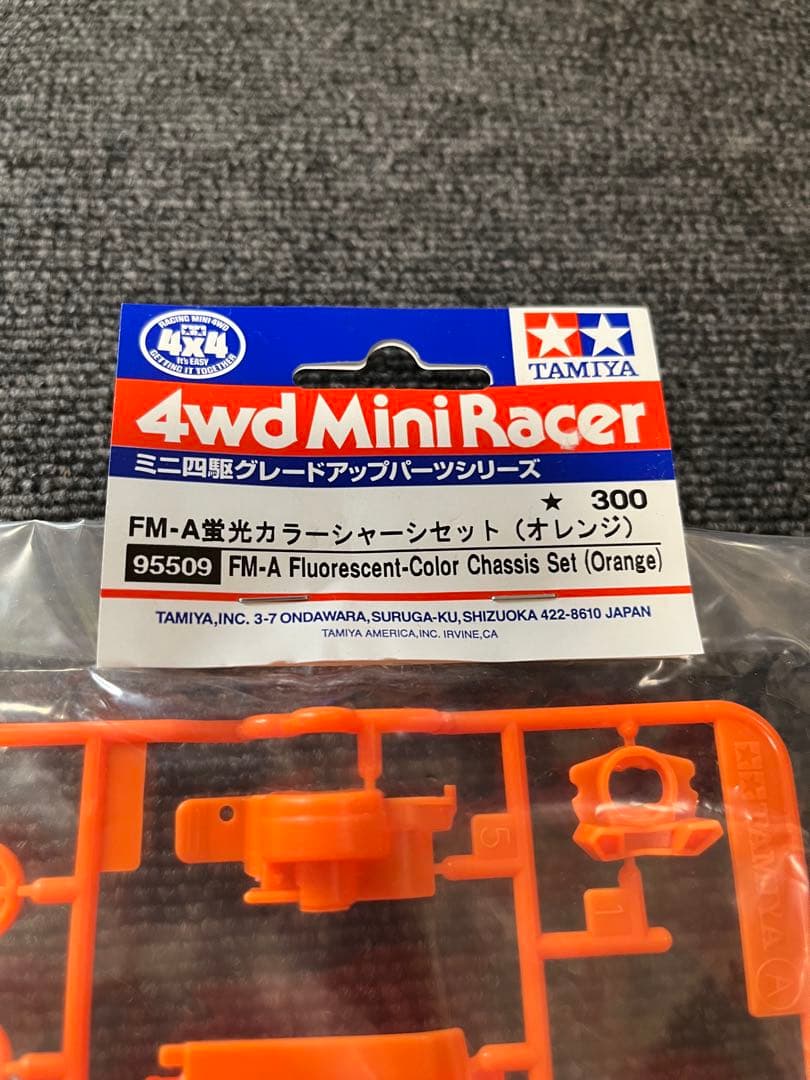 RACING MINI 4WD
4x4
It's EASY
GETTING IT TOGETHER
TAMIYA
4wd Mini Racer
ミニ四駆グレードアップパーツシリーズ
★ 300
FM-A蛍光カラーシャーシセット（オレンジ）
95509 FM-A Fluorescent-Color Chassis Set (Orange)
TAMIYA,INC. 3-7 ONDAWARA,SURUGA-KU,SHIZUOKA 422-8610 JAPAN
TAMIYA AMERICA,INC. IRVINE,CA
5
1
★★TAMIYA A